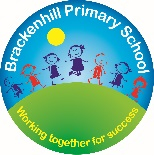 Brackenhill Primary School
Working together for success